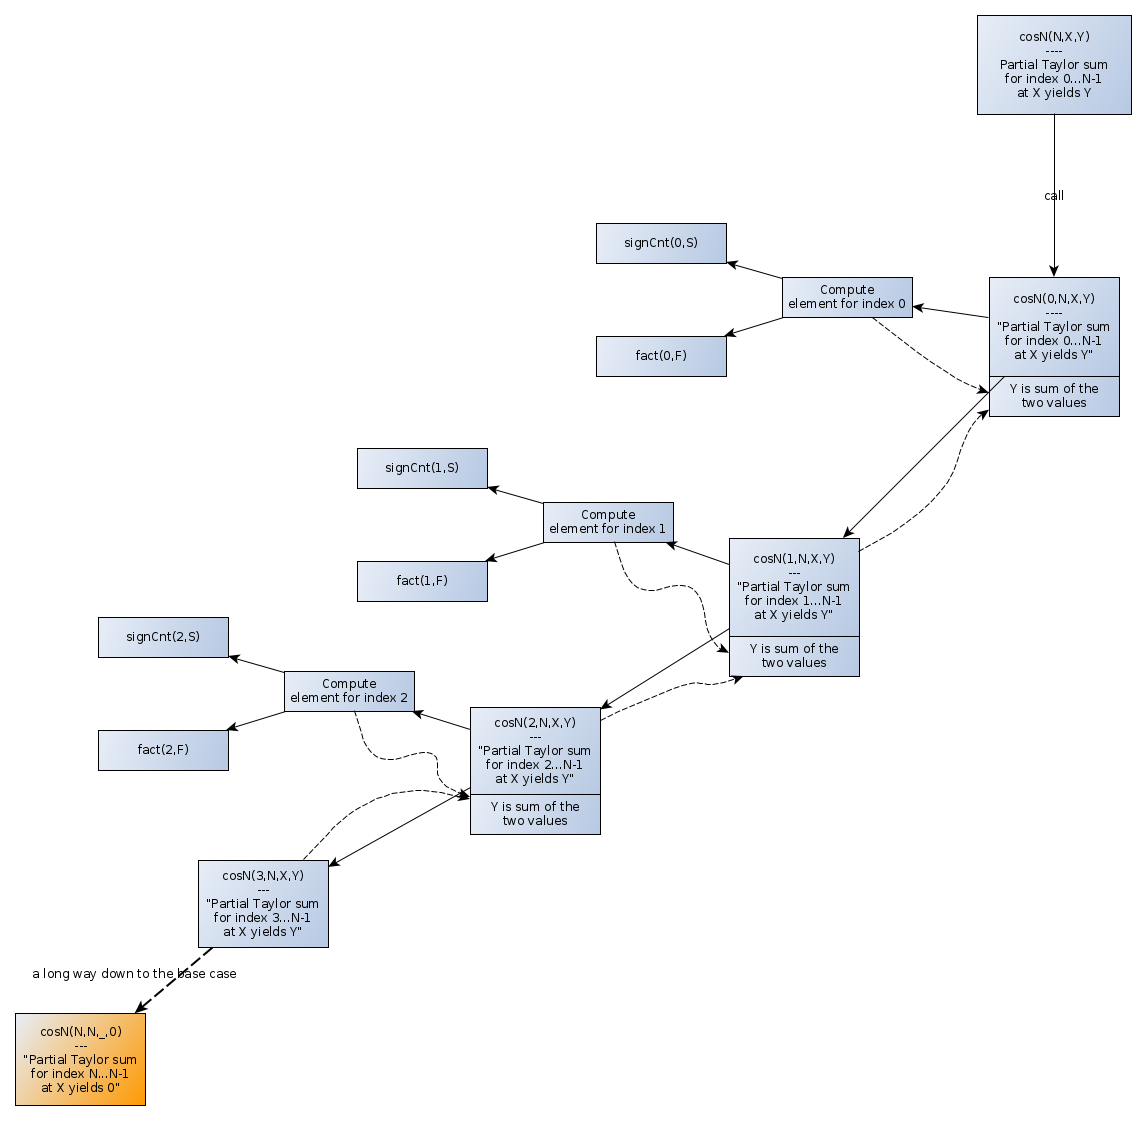 cosN(N,X,Y)
----
Partial Taylor sum
for index 0...N-1
at X yields Y
call
signCnt(0,S)
Compute
element for index 0
fact(0,F)
cosN(0,N,X,Y)
----
"Partial Taylor sum
for index 0...N-1
at X yields Y"
Y is sum of the
two values
signCnt(1,S)
Compute
element for index 1
fact(1,F)
cosN(1,N,X,Y)
---
"Partial Taylor sum
for index 1...N-1
at X yields Y"
Y is sum of the
two values
signCnt(2,S)
Compute
element for index 2
fact(2,F)
cosN(2,N,X,Y)
---
"Partial Taylor sum
for index 2...N-1
at X yields Y"
Y is sum of the
two values
cosN(3,N,X,Y)
---
"Partial Taylor sum
for index 3...N-1
at X yields Y"
a long way down to the base case
cosN(N,N,_,0)
---
"Partial Taylor sum
for index N...N-1
at X yields 0"